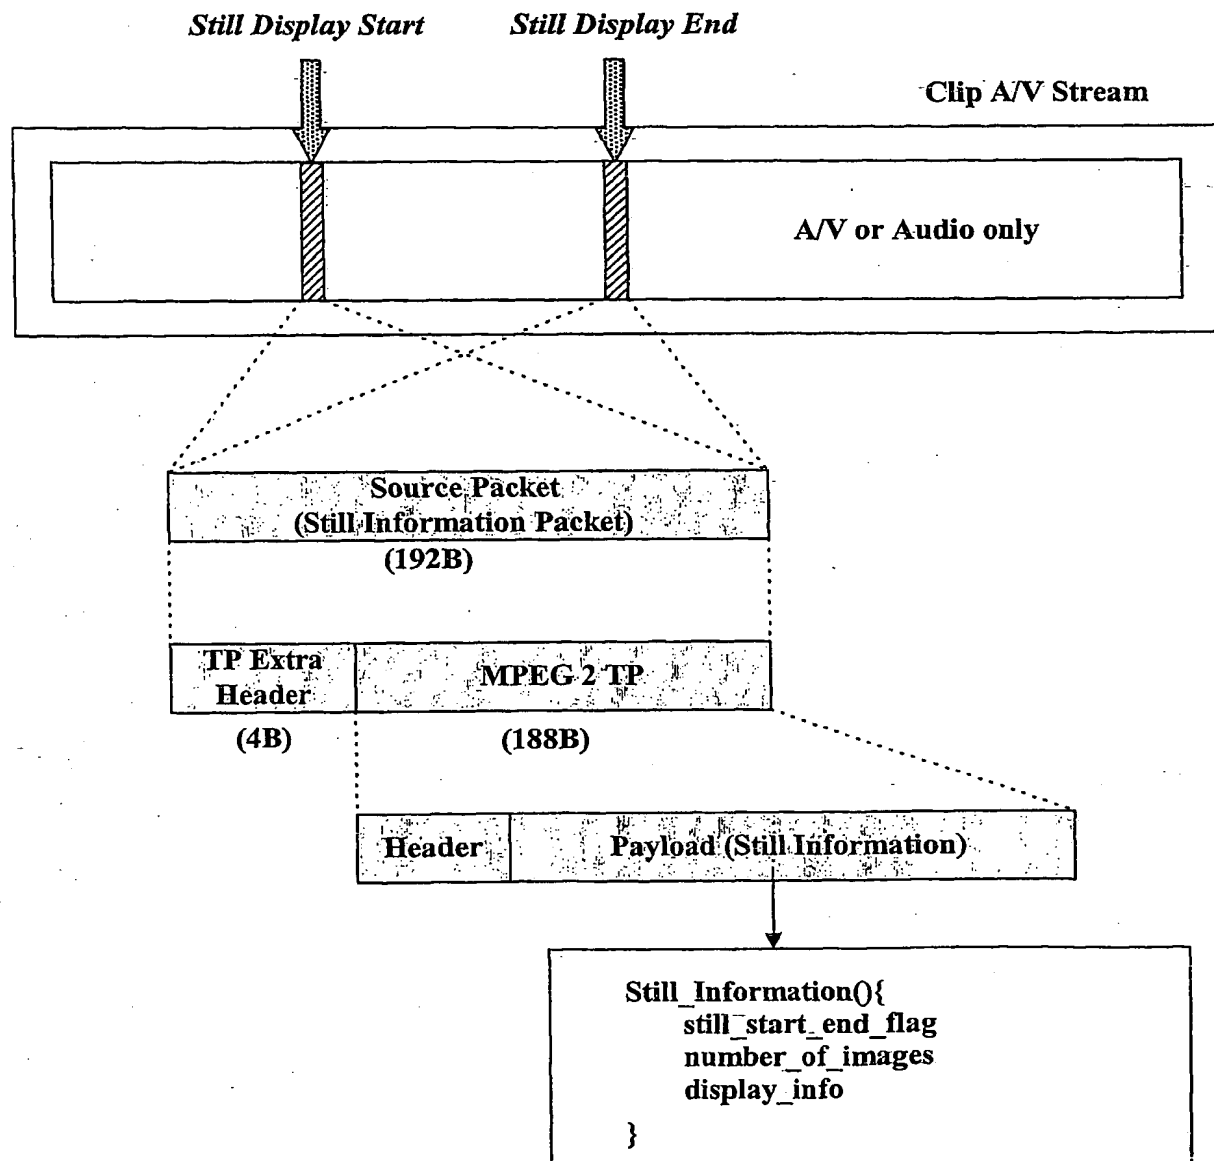 Still Display Start
Still Display End
Clip A/V Stream
A/V or Audio only
Source Packet
(Still Information Packet)
(192B)
TP Extra
Header
MPEG 2 TP
(4B)
(188B)
Header
Payload (Still Information)
Still_Information(){
still_start_end_flag
number_of_images
display_info
}